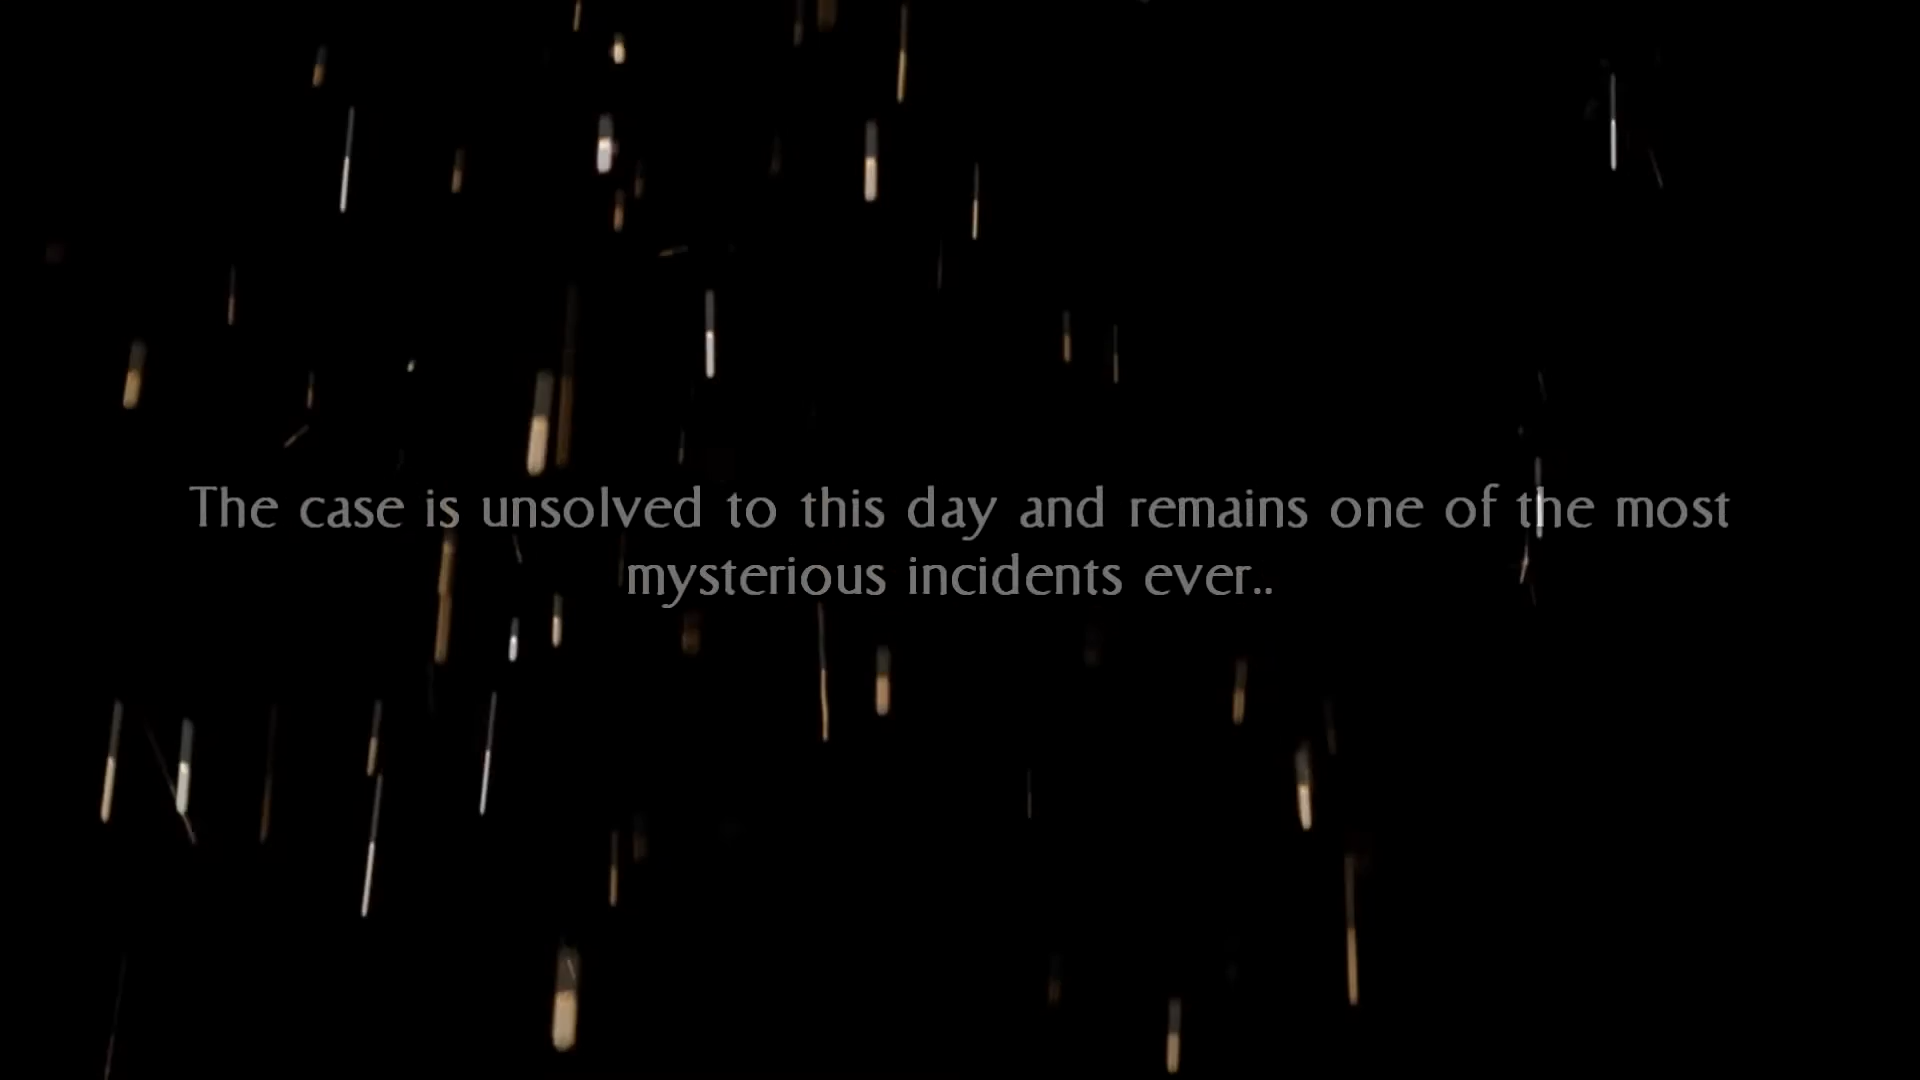 The case is unsolved to this day and remains one of the most
mysterious incidents ever..